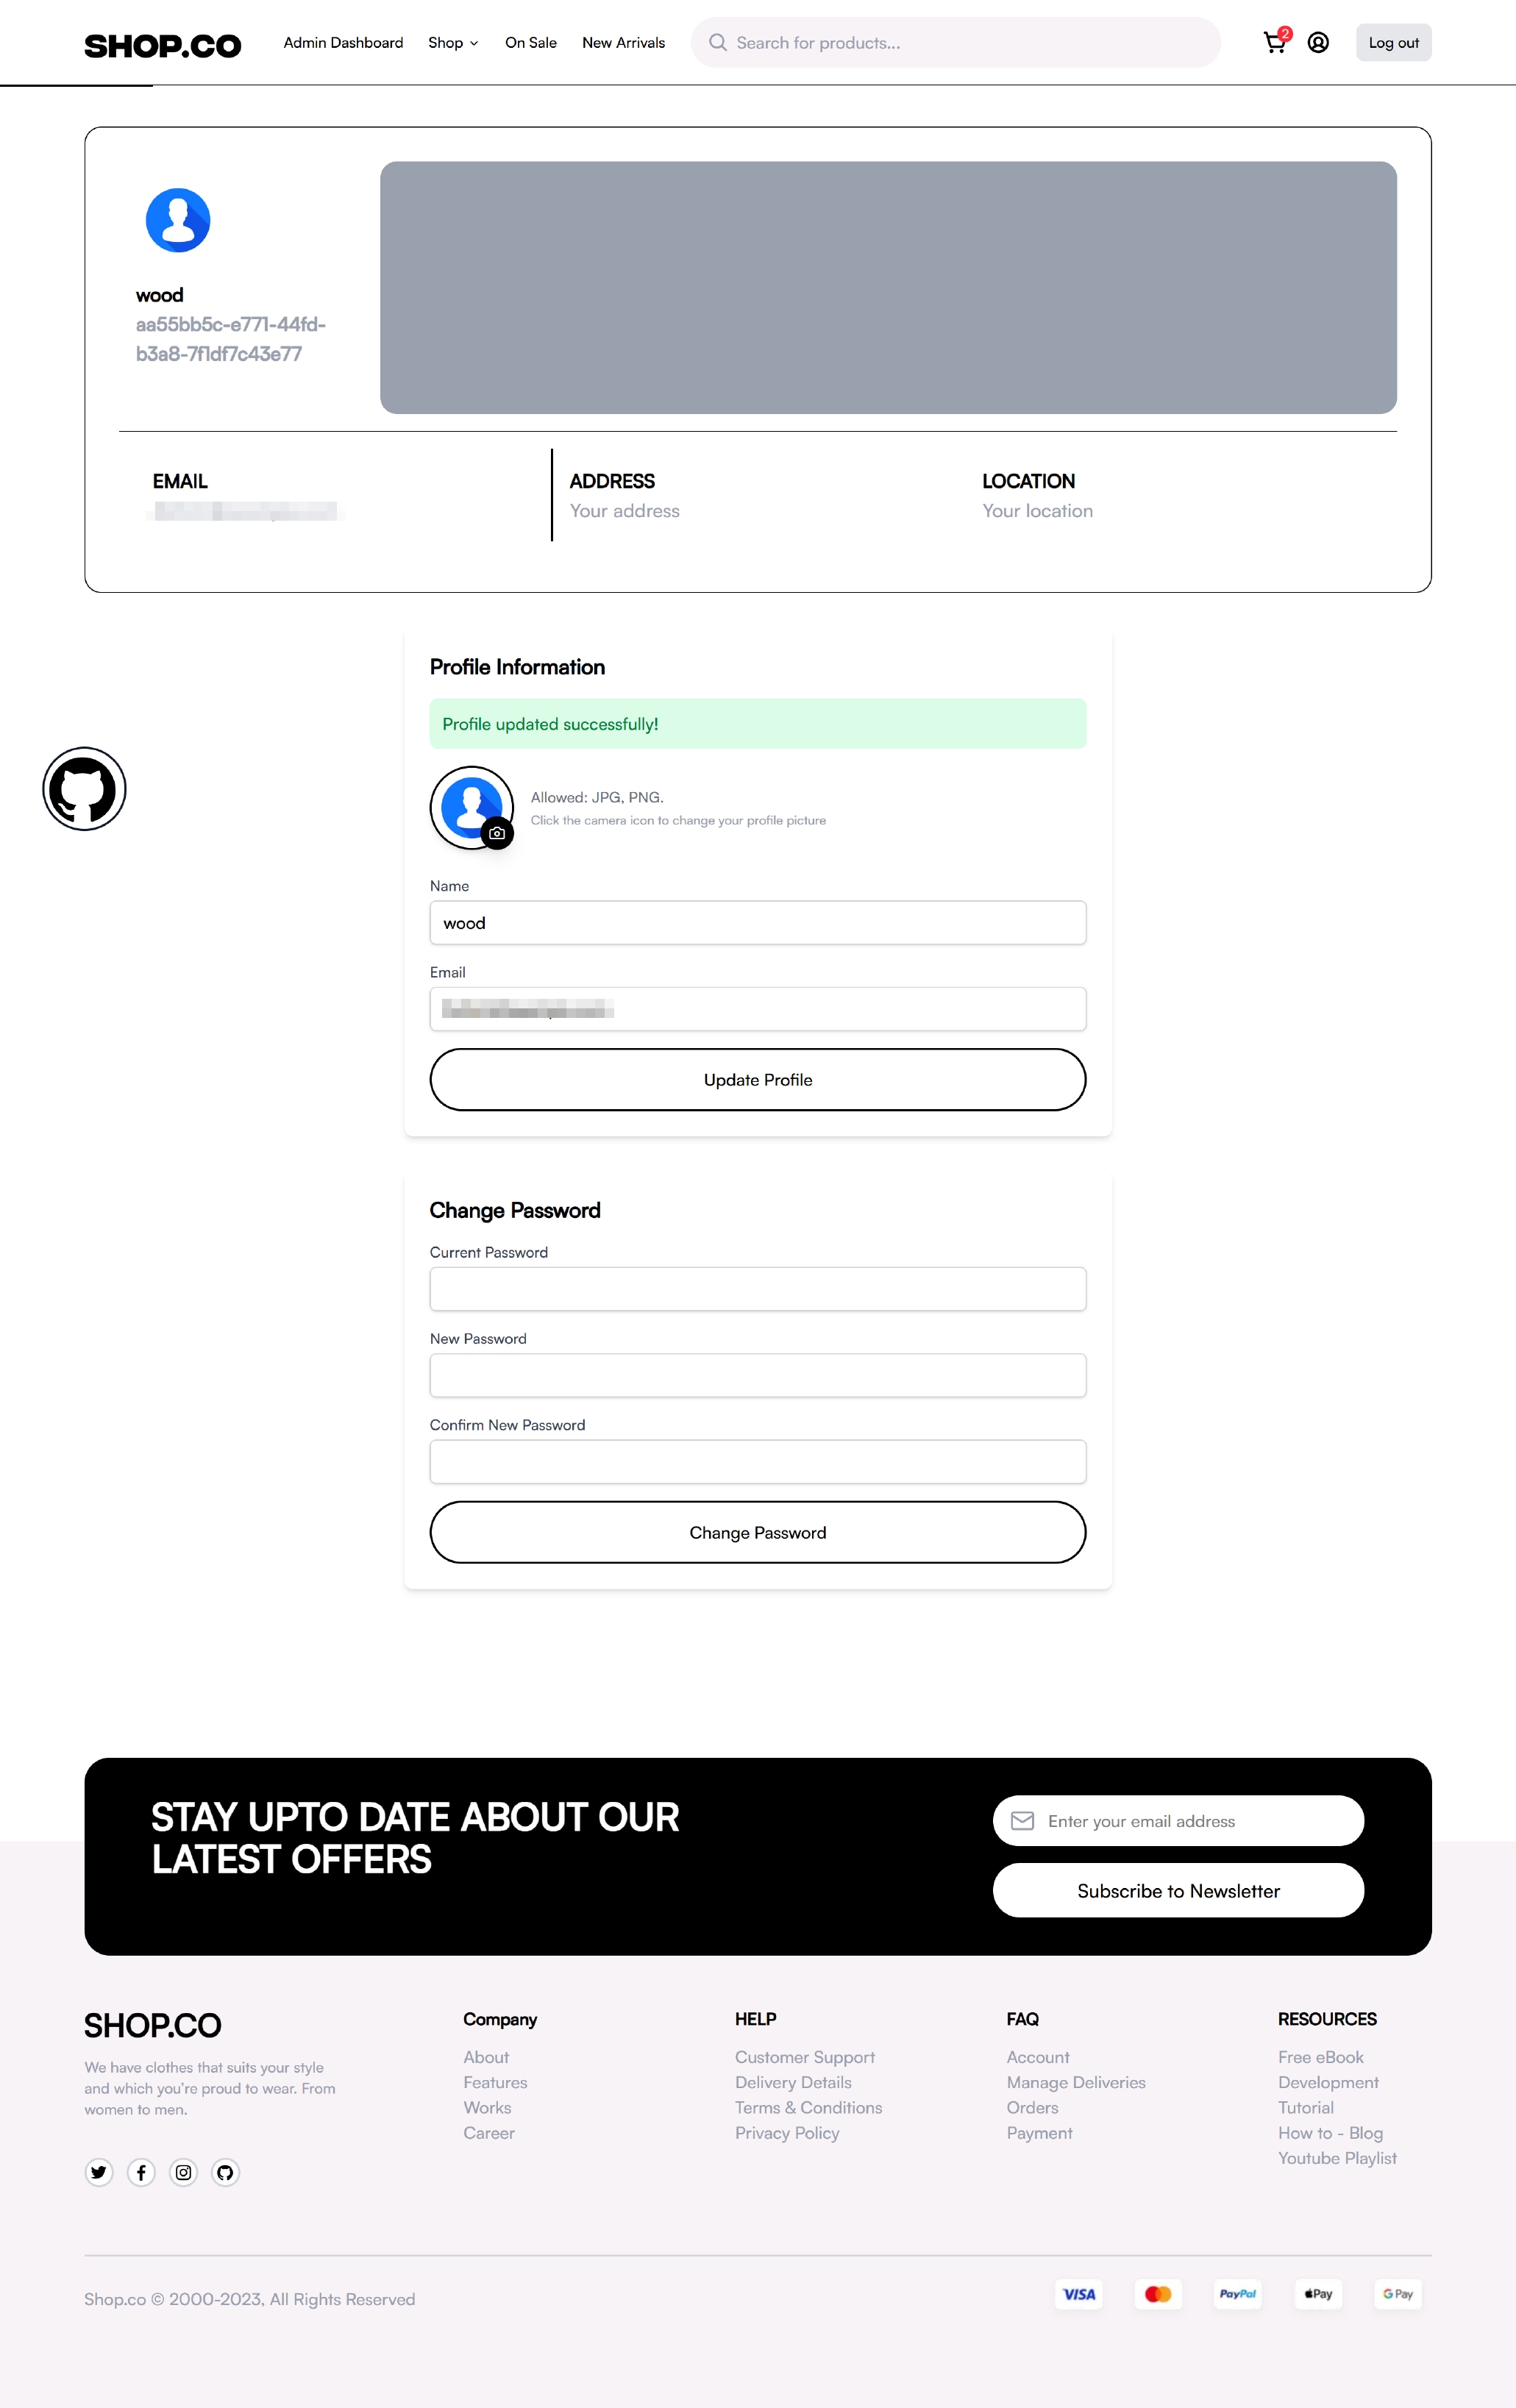 SHOP.CO
Admin Dashboard
Shop
On Sale
New Arrivals
Search for products...
2
Log out
wood
aa55bb5c-e771-44fd-
b3a8-7f1df7c43e77
EMAIL
ADDRESS
Your address
LOCATION
Your location
Profile Information
Profile updated successfully!
Allowed: JPG, PNG.
Click the camera icon to change your profile picture
Name
wood
Email
Update Profile
Change Password
Current Password
New Password
Confirm New Password
Change Password
STAY UPTO DATE ABOUT OUR
LATEST OFFERS
Enter your email address
Subscribe to Newsletter
SHOP.CO
We have clothes that suits your style
and which you're proud to wear. From
women to men.
Company
About
Features
Works
Career
HELP
Customer Support
Delivery Details
Terms & Conditions
Privacy Policy
FAQ
Account
Manage Deliveries
Orders
Payment
RESOURCES
Free eBook
Development
Tutorial
How to - Blog
Youtube Playlist
Shop.co © 2000-2023, All Rights Reserved
VISA
PayPal
Pay
G Pay